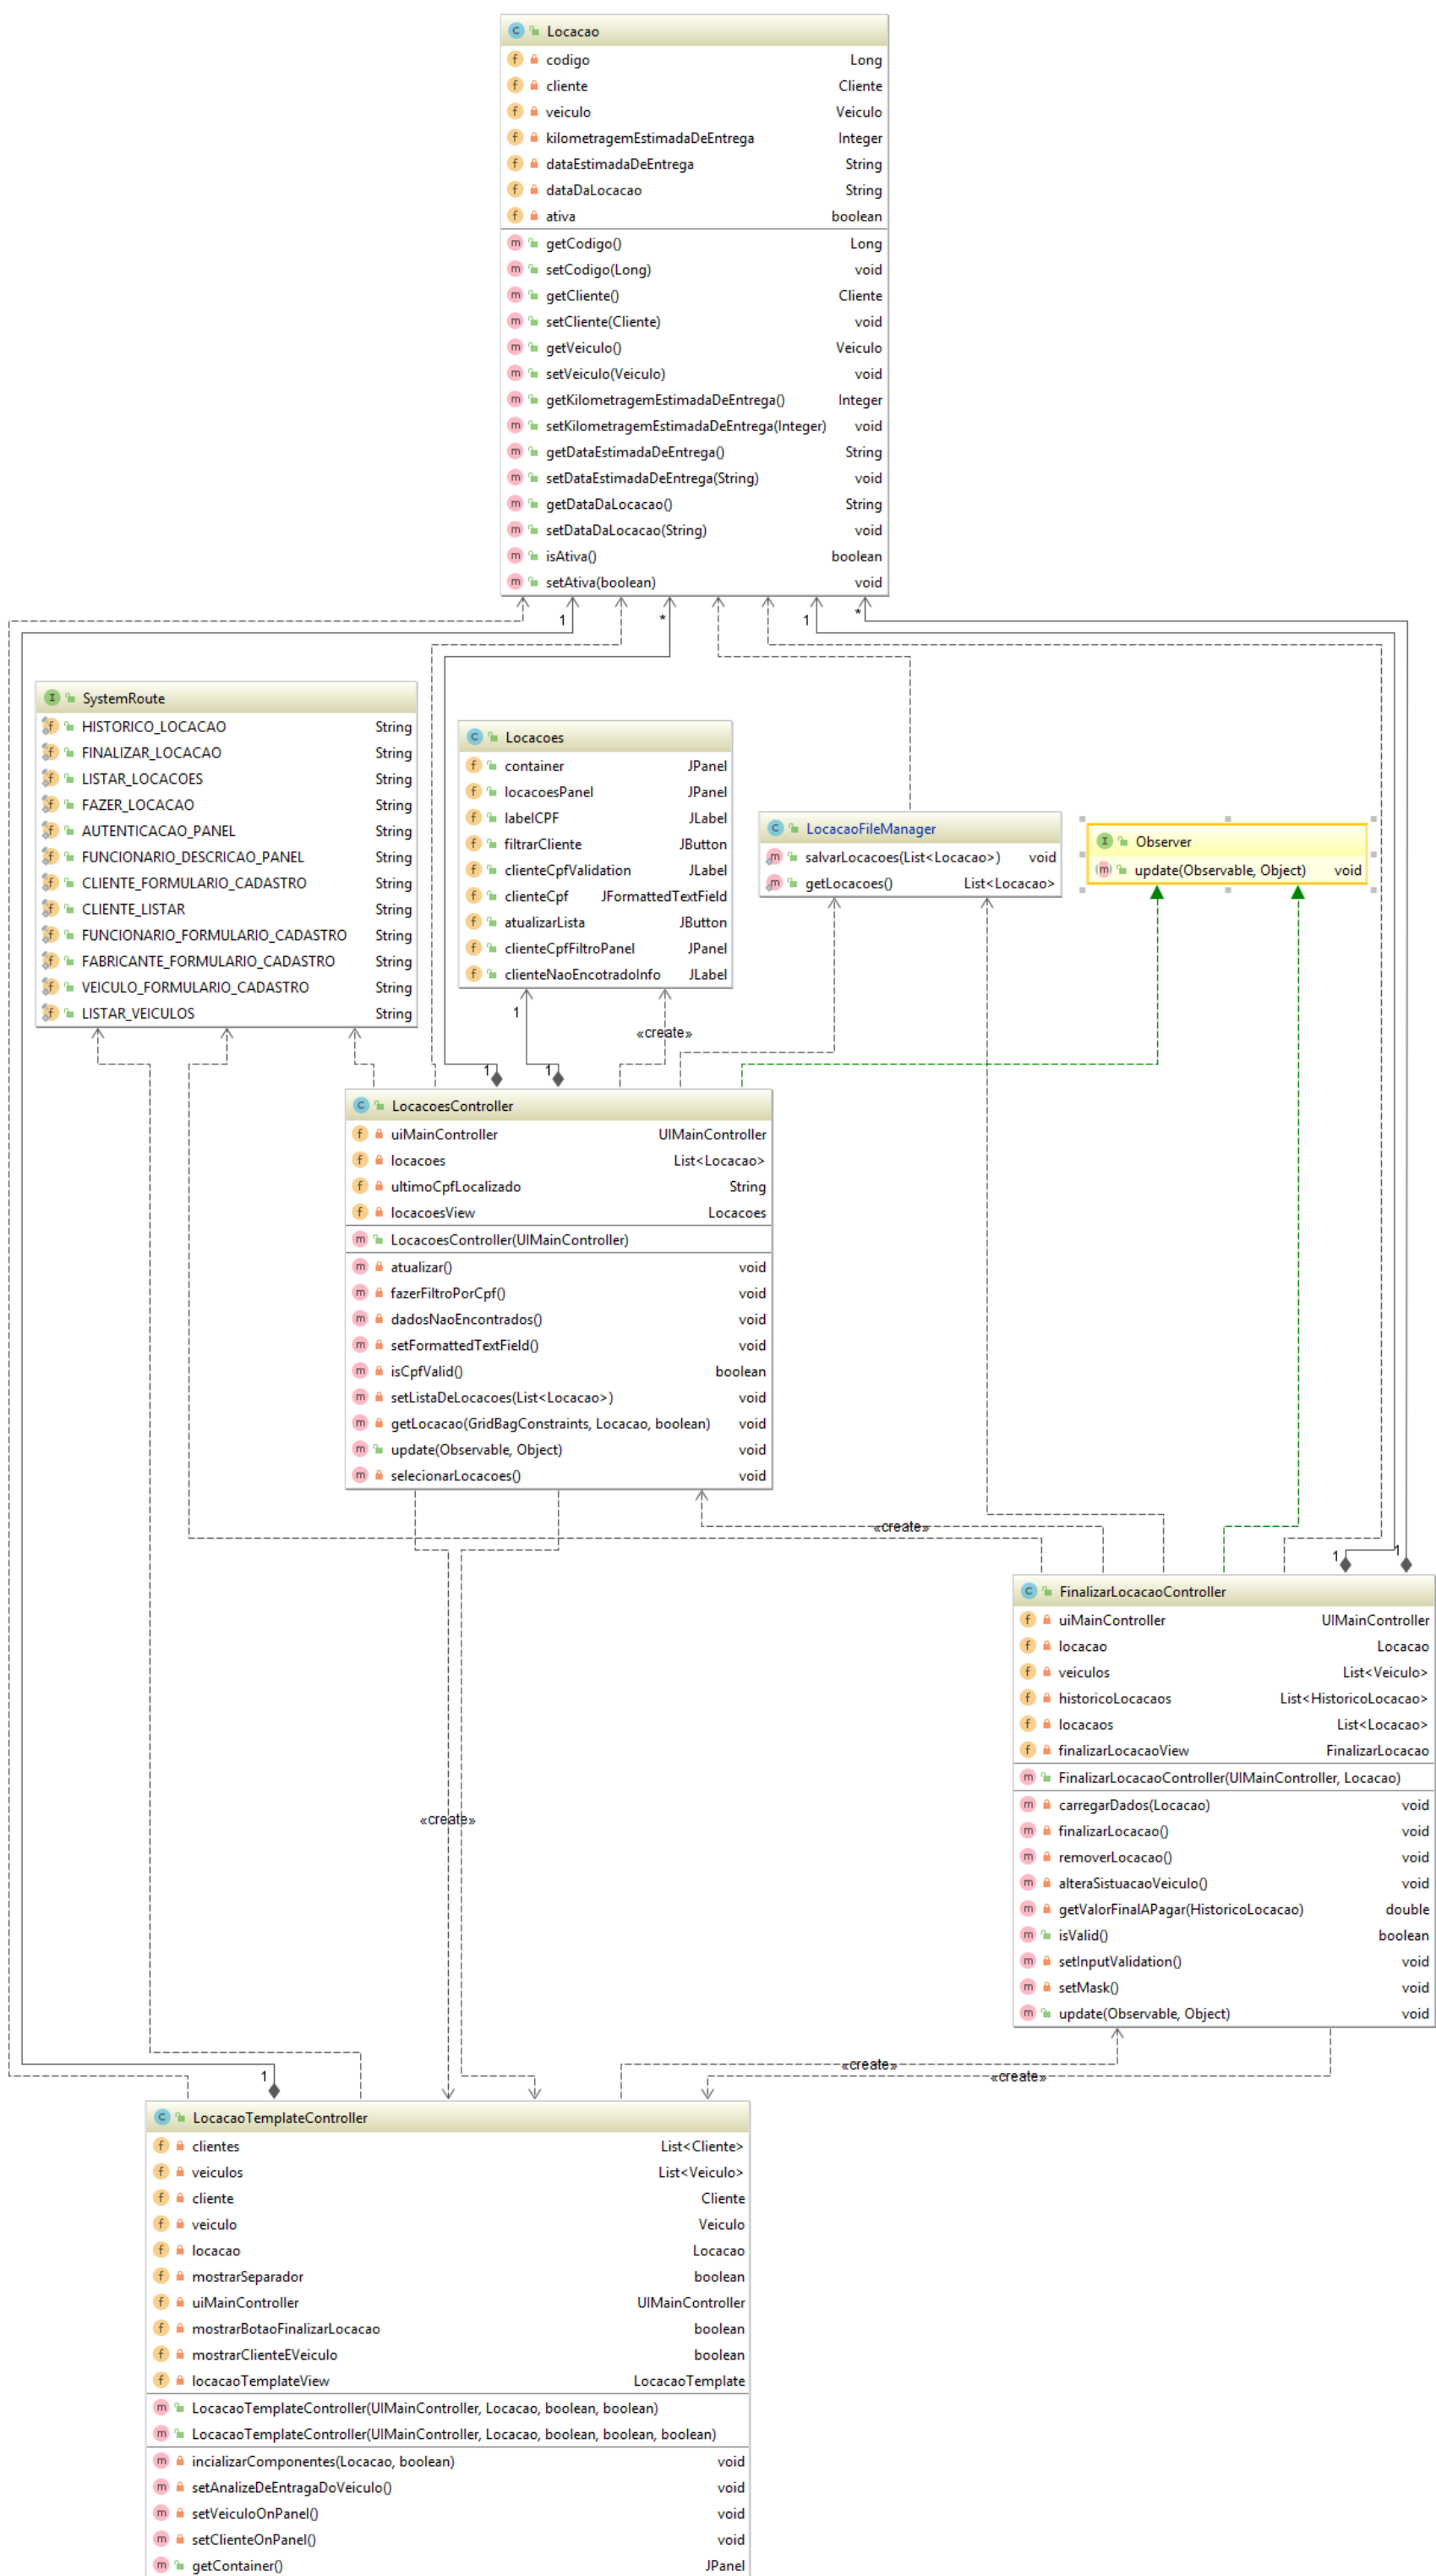 Locacao
codigo Long
cliente Cliente
veiculo Veiculo
kilometragemEstimadaDeEntrega Integer
dataEstimadaDeEntrega String
dataDaLocacao String
ativa boolean
getCodigo() Long
setCodigo(Long) void
getCliente() Cliente
setCliente(Cliente) void
getVeiculo() Veiculo
setVeiculo(Veiculo) void
getKilometragemEstimadaDeEntrega() Integer
setKilometragemEstimadaDeEntrega(Integer) void
getDataEstimadaDeEntrega() String
setDataEstimadaDeEntrega(String) void
getDataDaLocacao() String
setDataDaLocacao(String) void
isAtiva() boolean
setAtiva(boolean) void
1 * 1 *
SystemRoute
HISTORICO_LOCACAO String
FINALIZAR_LOCACAO String
LISTAR_LOCACOES String
FAZER_LOCACAO String
AUTENTICACAO_PANEL String
FUNCIONARIO_DESCRICAO_PANEL String
CLIENTE_FORMULARIO_CADASTRO String
CLIENTE_LISTAR String
FUNCIONARIO_FORMULARIO_CADASTRO String
FABRICANTE_FORMULARIO_CADASTRO String
VEICULO_FORMULARIO_CADASTRO String
LISTAR_VEICULOS String
Locacoes
container JPanel
locacoesPanel JPanel
labelCPF JLabel
filtrarCliente JButton
clienteCpfValidation JLabel
clienteCpf JFormattedTextField
atualizarLista JButton
clienteCpfFiltroPanel JPanel
clienteNaoEncotradoInfo JLabel
LocacaoFileManager
salvarLocacoes(List<Locacao>) void
getLocacoes() List<Locacao>
Observer
update(Observable, Object) void
1
«create»
1 1
LocacoesController
uiMainController UIMainController
locacoes List<Locacao>
ultimoCpfLocalizado String
locacoesView Locacoes
LocacoesController(UIMainController)
atualizar() void
fazerFiltroPorCpf() void
dadosNaoEncontrados() void
setFormattedTextField() void
isCpfValid() boolean
setListaDeLocacoes(List<Locacao>) void
getLocacao(GridBagConstraints, Locacao, boolean) void
update(Observable, Object) void
selecionarLocacoes() void
«create»
1 1
FinalizarLocacaoController
uiMainController UIMainController
locacao Locacao
veiculos List<Veiculo>
historicoLocacaos List<HistoricoLocacao>
locacaos List<Locacao>
finalizarLocacaoView FinalizarLocacao
FinalizarLocacaoController(UIMainController, Locacao)
carregarDados(Locacao) void
finalizarLocacao() void
removerLocacao() void
alteraSistuacaoVeiculo() void
getValorFinalAPagar(HistoricoLocacao) double
isValid() boolean
setInputValidation() void
setMask() void
update(Observable, Object) void
«create»
«create»
«create»
1
LocacaoTemplateController
clientes List<Cliente>
veiculos List<Veiculo>
cliente Cliente
veiculo Veiculo
locacao Locacao
mostrarSeparador boolean
uiMainController UIMainController
mostrarBotaoFinalizarLocacao boolean
mostrarClienteEVeiculo boolean
locacaoTemplateView LocacaoTemplate
LocacaoTemplateController(UIMainController, Locacao, boolean, boolean)
LocacaoTemplateController(UIMainController, Locacao, boolean, boolean, boolean)
incializarComponentes(Locacao, boolean) void
setAnalizeDeEntragaDoVeiculo() void
setVeiculoOnPanel() void
setClienteOnPanel() void
getContainer() JPanel